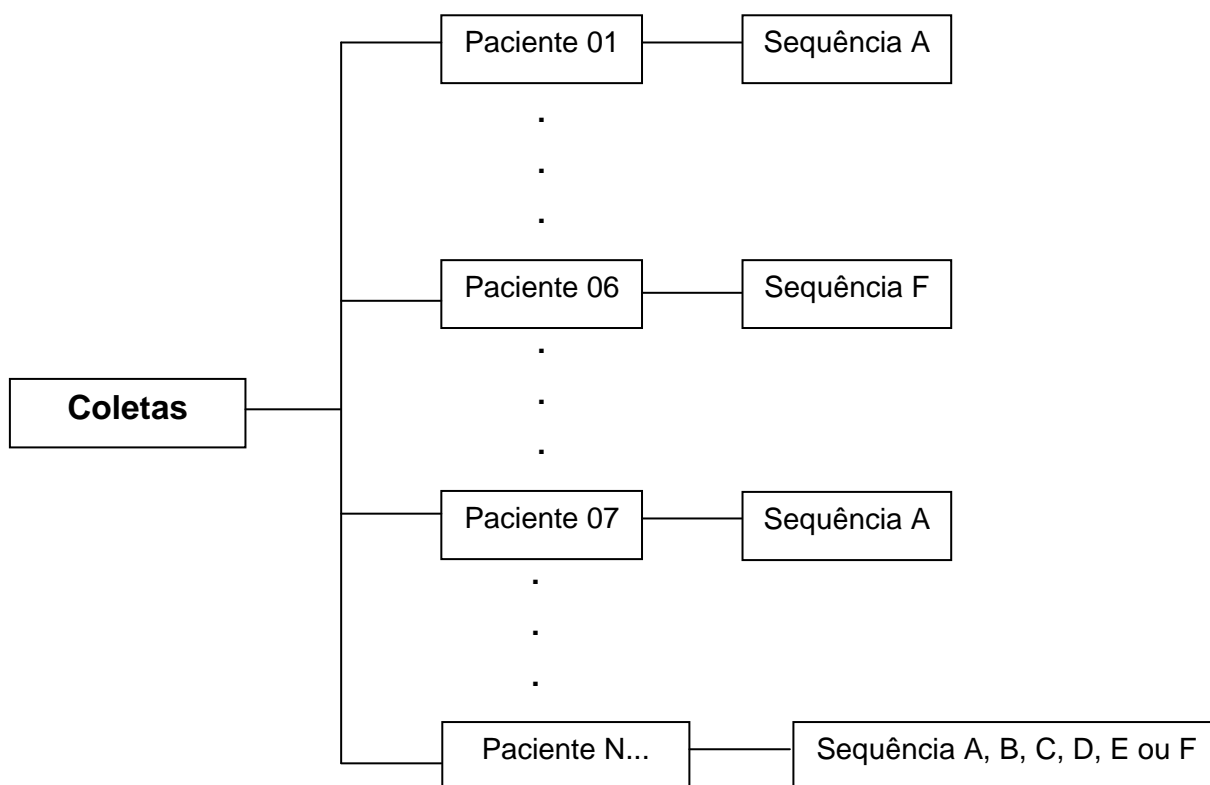 Paciente 01
Sequência A
.
.
.
Paciente 06
Sequência F
.
.
.
Coletas
Paciente 07
Sequência A
.
.
.
Paciente N...
Sequência A, B, C, D, E ou F